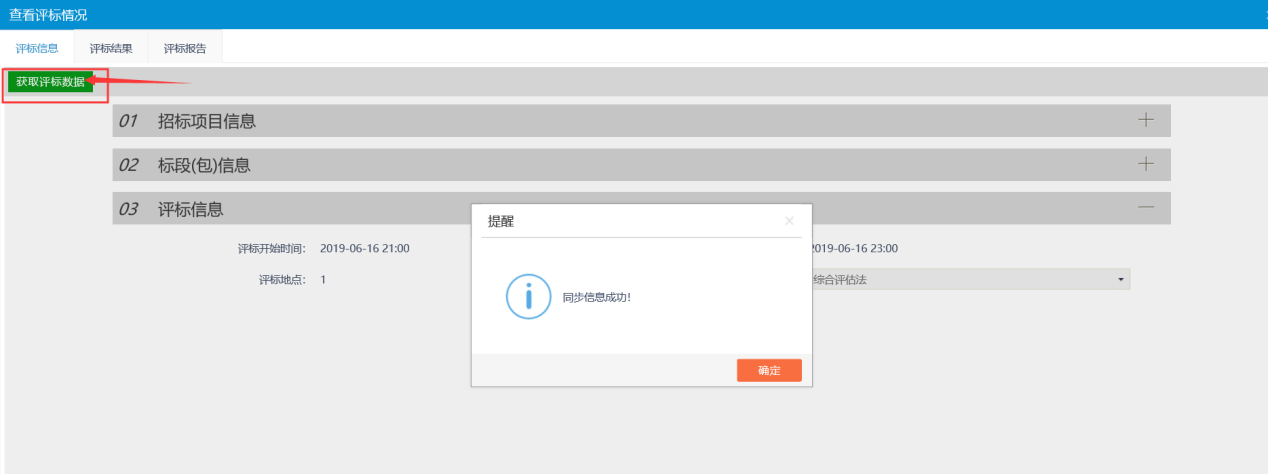 查看评标情况
评标信息 评标结果 评标报告
获取评标数据
01 招标项目信息
02 标段(包)信息
03 评标信息
提醒
评标开始时间: 2019-06-16 21:00
2019-06-16 23:00
评标地点: 1
综合评估法
同步信息成功!
确定